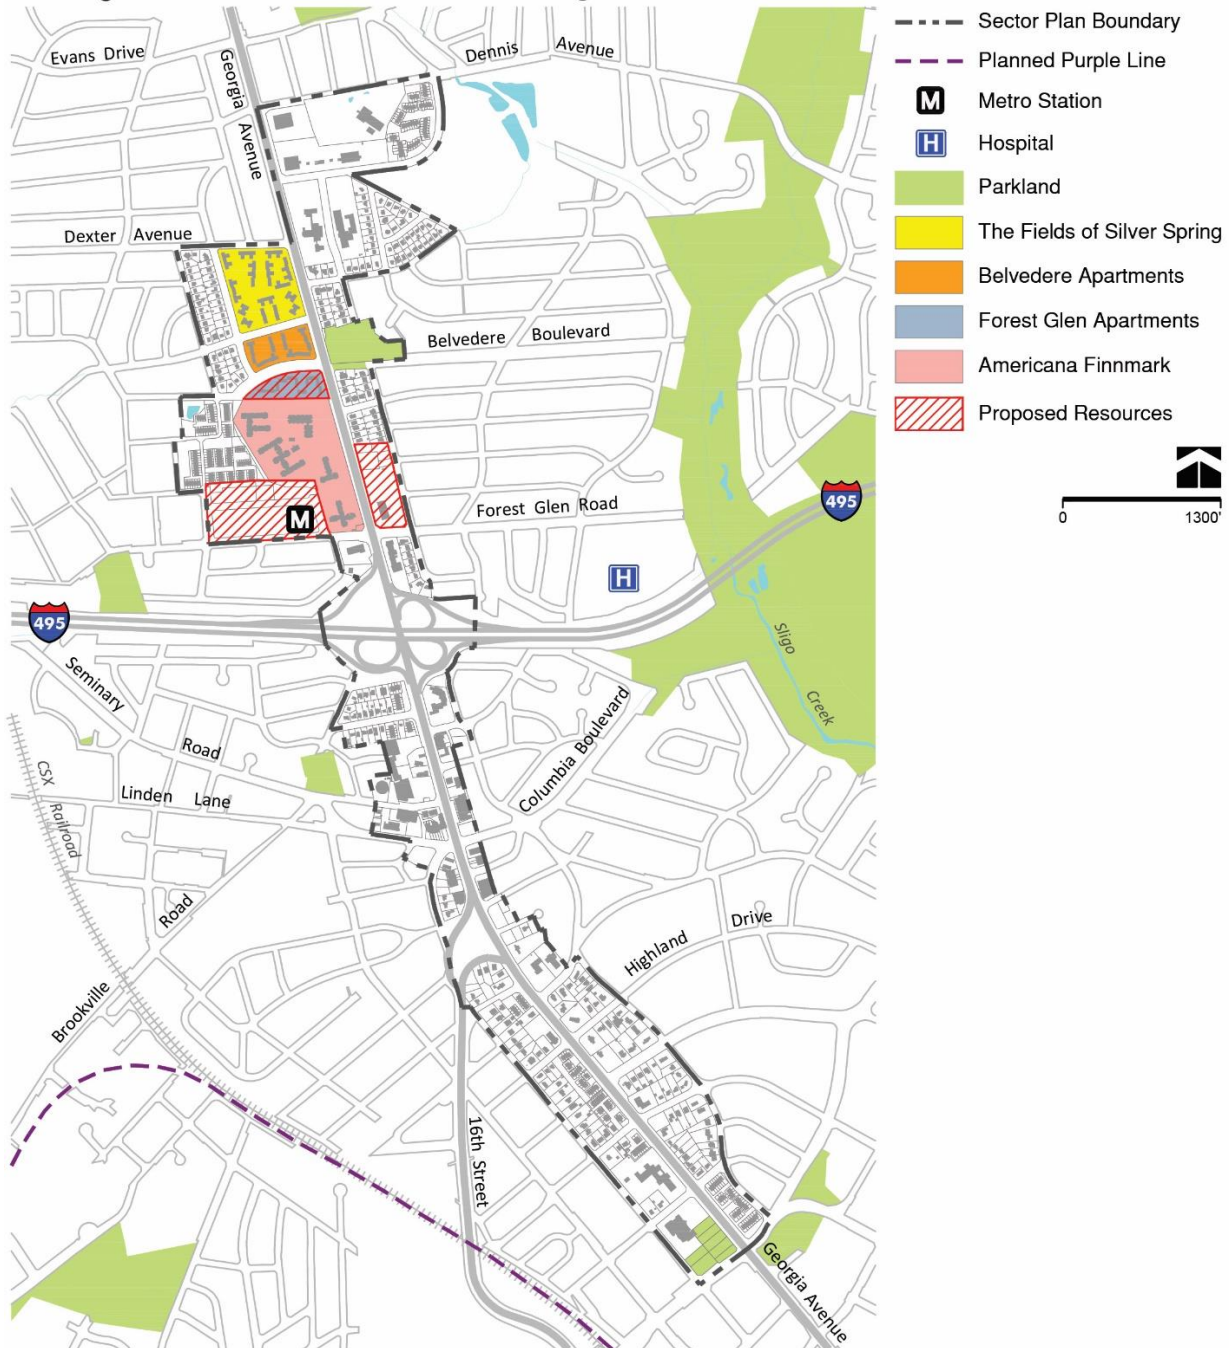 Sector Plan Boundary
Planned Purple Line
M Metro Station
H Hospital
Parkland
The Fields of Silver Spring
Belvedere Apartments
Forest Glen Apartments
Americana Finnmark
Proposed Resources
0 1300'
Evans Drive
Georgia Avenue
Dennis Avenue
Dexter Avenue
Belvedere Boulevard
Forest Glen Road
M
H
495
495
Sligo Creek
Seminary Road
Columbia Boulevard
CSX Railroad
Linden Lane
Brookville Road
Highland Drive
16th Street
Georgia Avenue